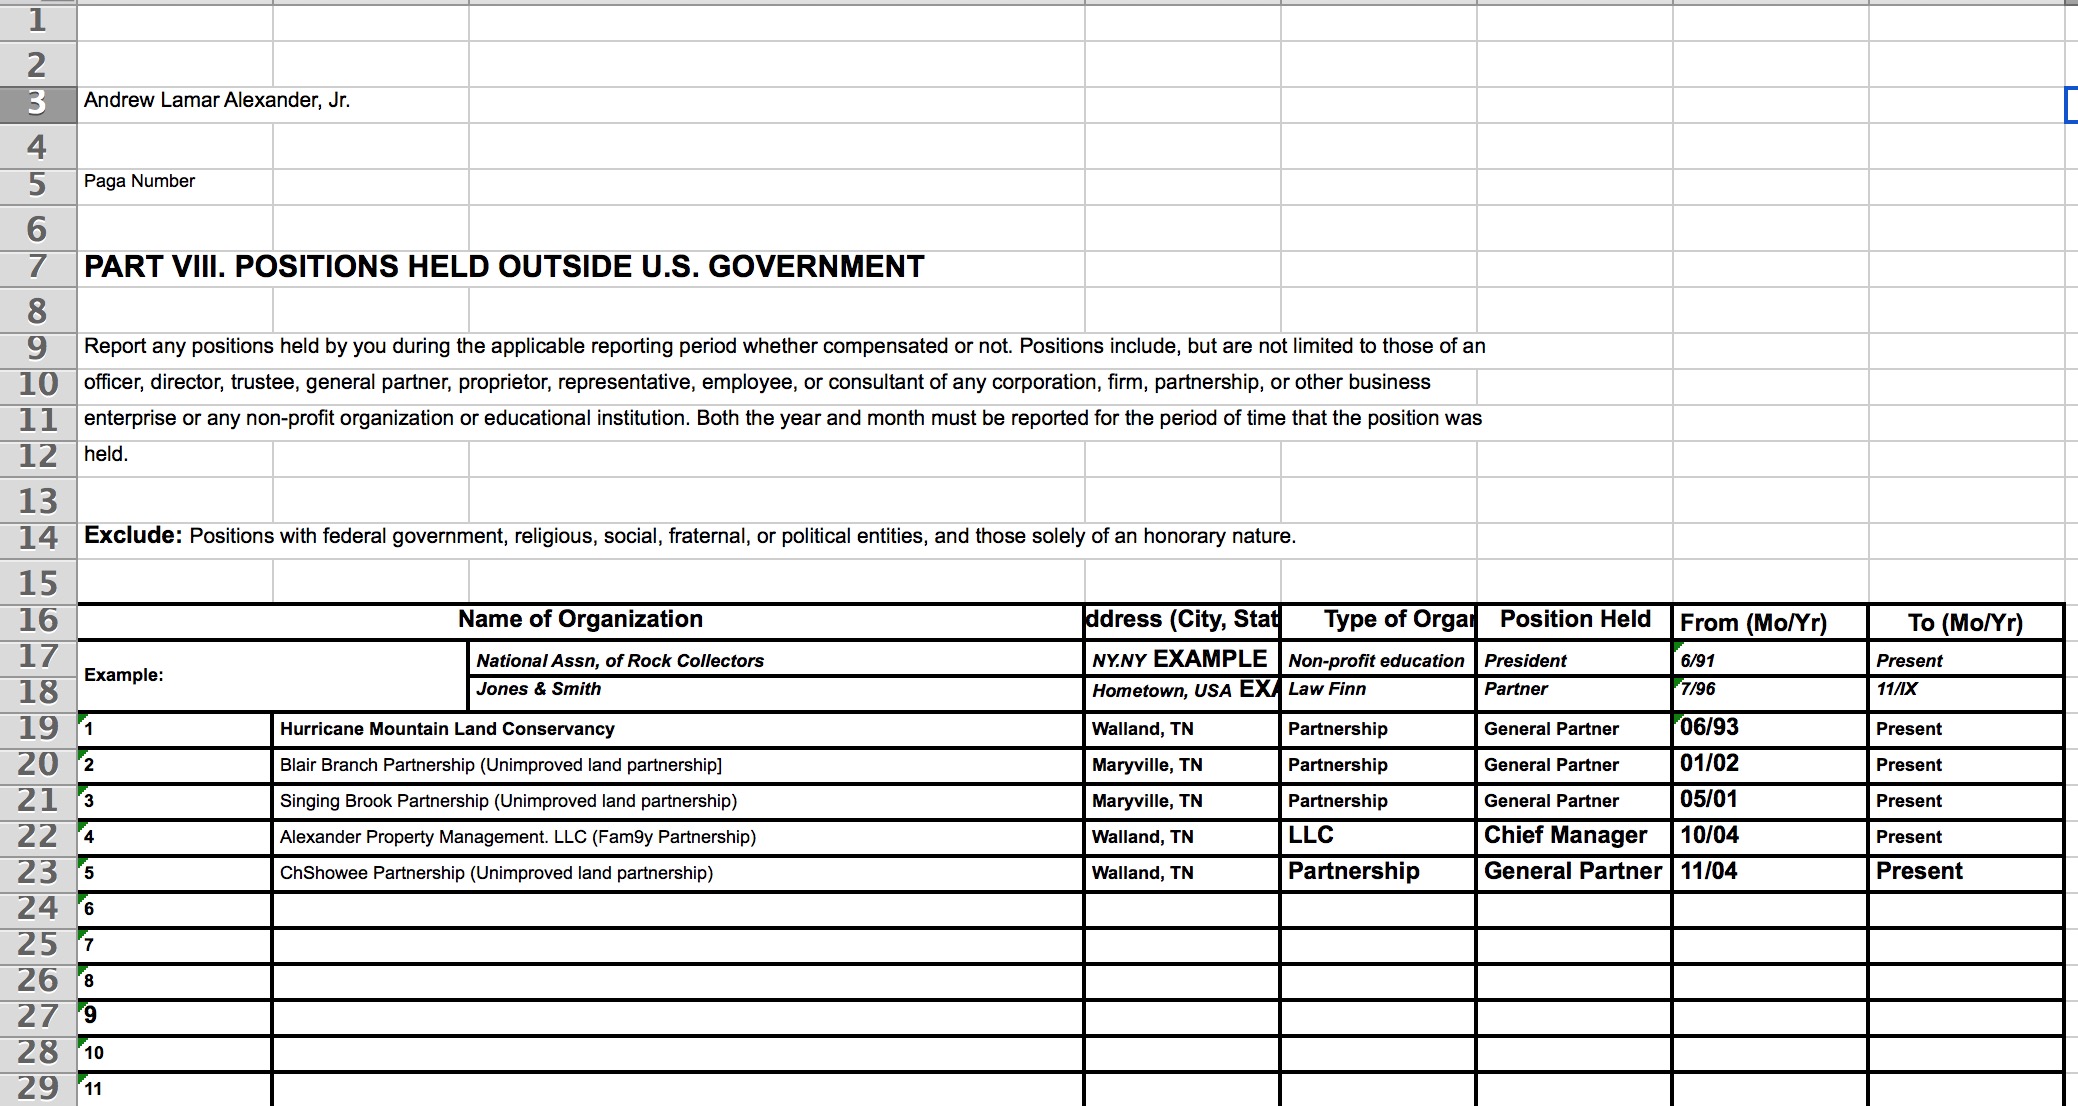 1
2
3 Andrew Lamar Alexander, Jr.
4
5 Paga Number
6
7 PART VIII. POSITIONS HELD OUTSIDE U.S. GOVERNMENT
8
9 Report any positions held by you during the applicable reporting period whether compensated or not. Positions include, but are not limited to those of an
10 officer, director, trustee, general partner, proprietor, representative, employee, or consultant of any corporation, firm, partnership, or other business
11 enterprise or any non-profit organization or educational institution. Both the year and month must be reported for the period of time that the position was
12 held.
13
14 Exclude: Positions with federal government, religious, social, fraternal, or political entities, and those solely of an honorary nature.
15
16 Name of Organization ddress (City, Stat Type of Orgar Position Held From (Mo/Yr) To (Mo/Yr)
17 Example: National Assn, of Rock Collectors NY.NY EXAMPLE Non-profit education President 6/91 Present
18 Jones & Smith Hometown, USA EXA Law Finn Partner 7/96 11/IX
19 1 Hurricane Mountain Land Conservancy Walland, TN Partnership General Partner 06/93 Present
20 2 Blair Branch Partnership (Unimproved land partnership] Maryville, TN Partnership General Partner 01/02 Present
21 3 Singing Brook Partnership (Unimproved land partnership) Maryville, TN Partnership General Partner 05/01 Present
22 4 Alexander Property Management. LLC (Fam9y Partnership) Walland, TN LLC Chief Manager 10/04 Present
23 5 ChShowee Partnership (Unimproved land partnership) Walland, TN Partnership General Partner 11/04 Present
24 6
25 7
26 8
27 9
28 10
29 11